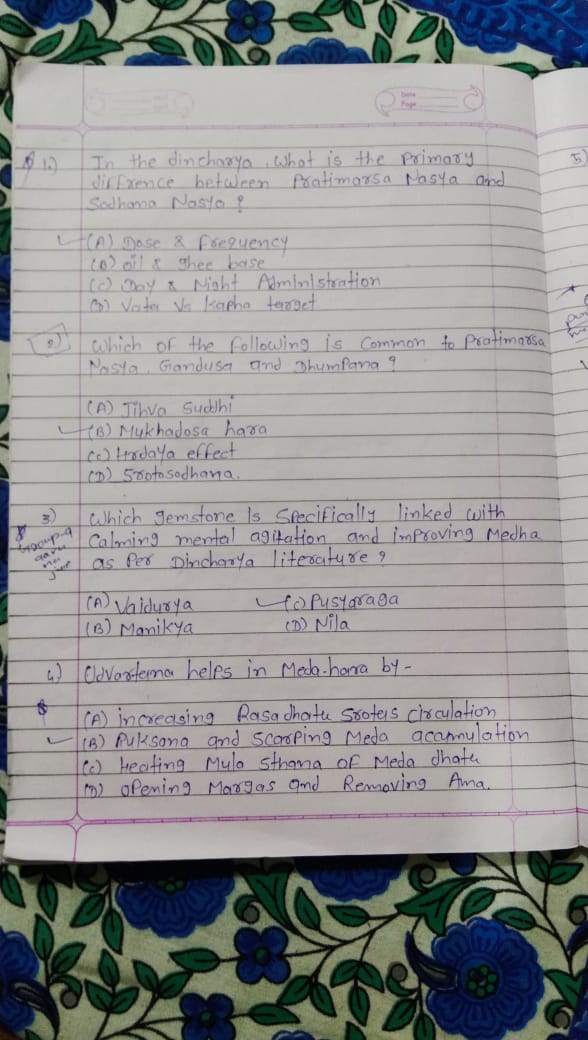 Date
Page
1.) In the dincharya, what is the Primary
diffrence between Pratimarsa Nasya and
Sodhana Nasya ?
(A) Dose & frequency
(B) oil & ghee base
(C) Day & Night Administration
(D) Vata Vs Kapha target
2) which of the following is Common to Pratimarsa
Nasya, Gandusa and Dhumpana ?
(A) Jihva Suddhi
(B) Mukhadosa hara
(C) Hrdaya effect
(D) Srotosodhana.
3) which gemstone is Specifically linked with
Calming mental agitation and improving Medha
as Per Dincharya literature ?
(A) Vaidurya (C) Pusyaraga
(B) Manikya (D) Nila
4) Udvartana helps in Meda-hara by -
(A) increasing Rasadhatu Srotas circulation
(B) Ruksana and Scarping Meda acamulation
(C) Heating Mula Sthana of Meda dhatu
(D) opening Margas and Removing Ama.
5)